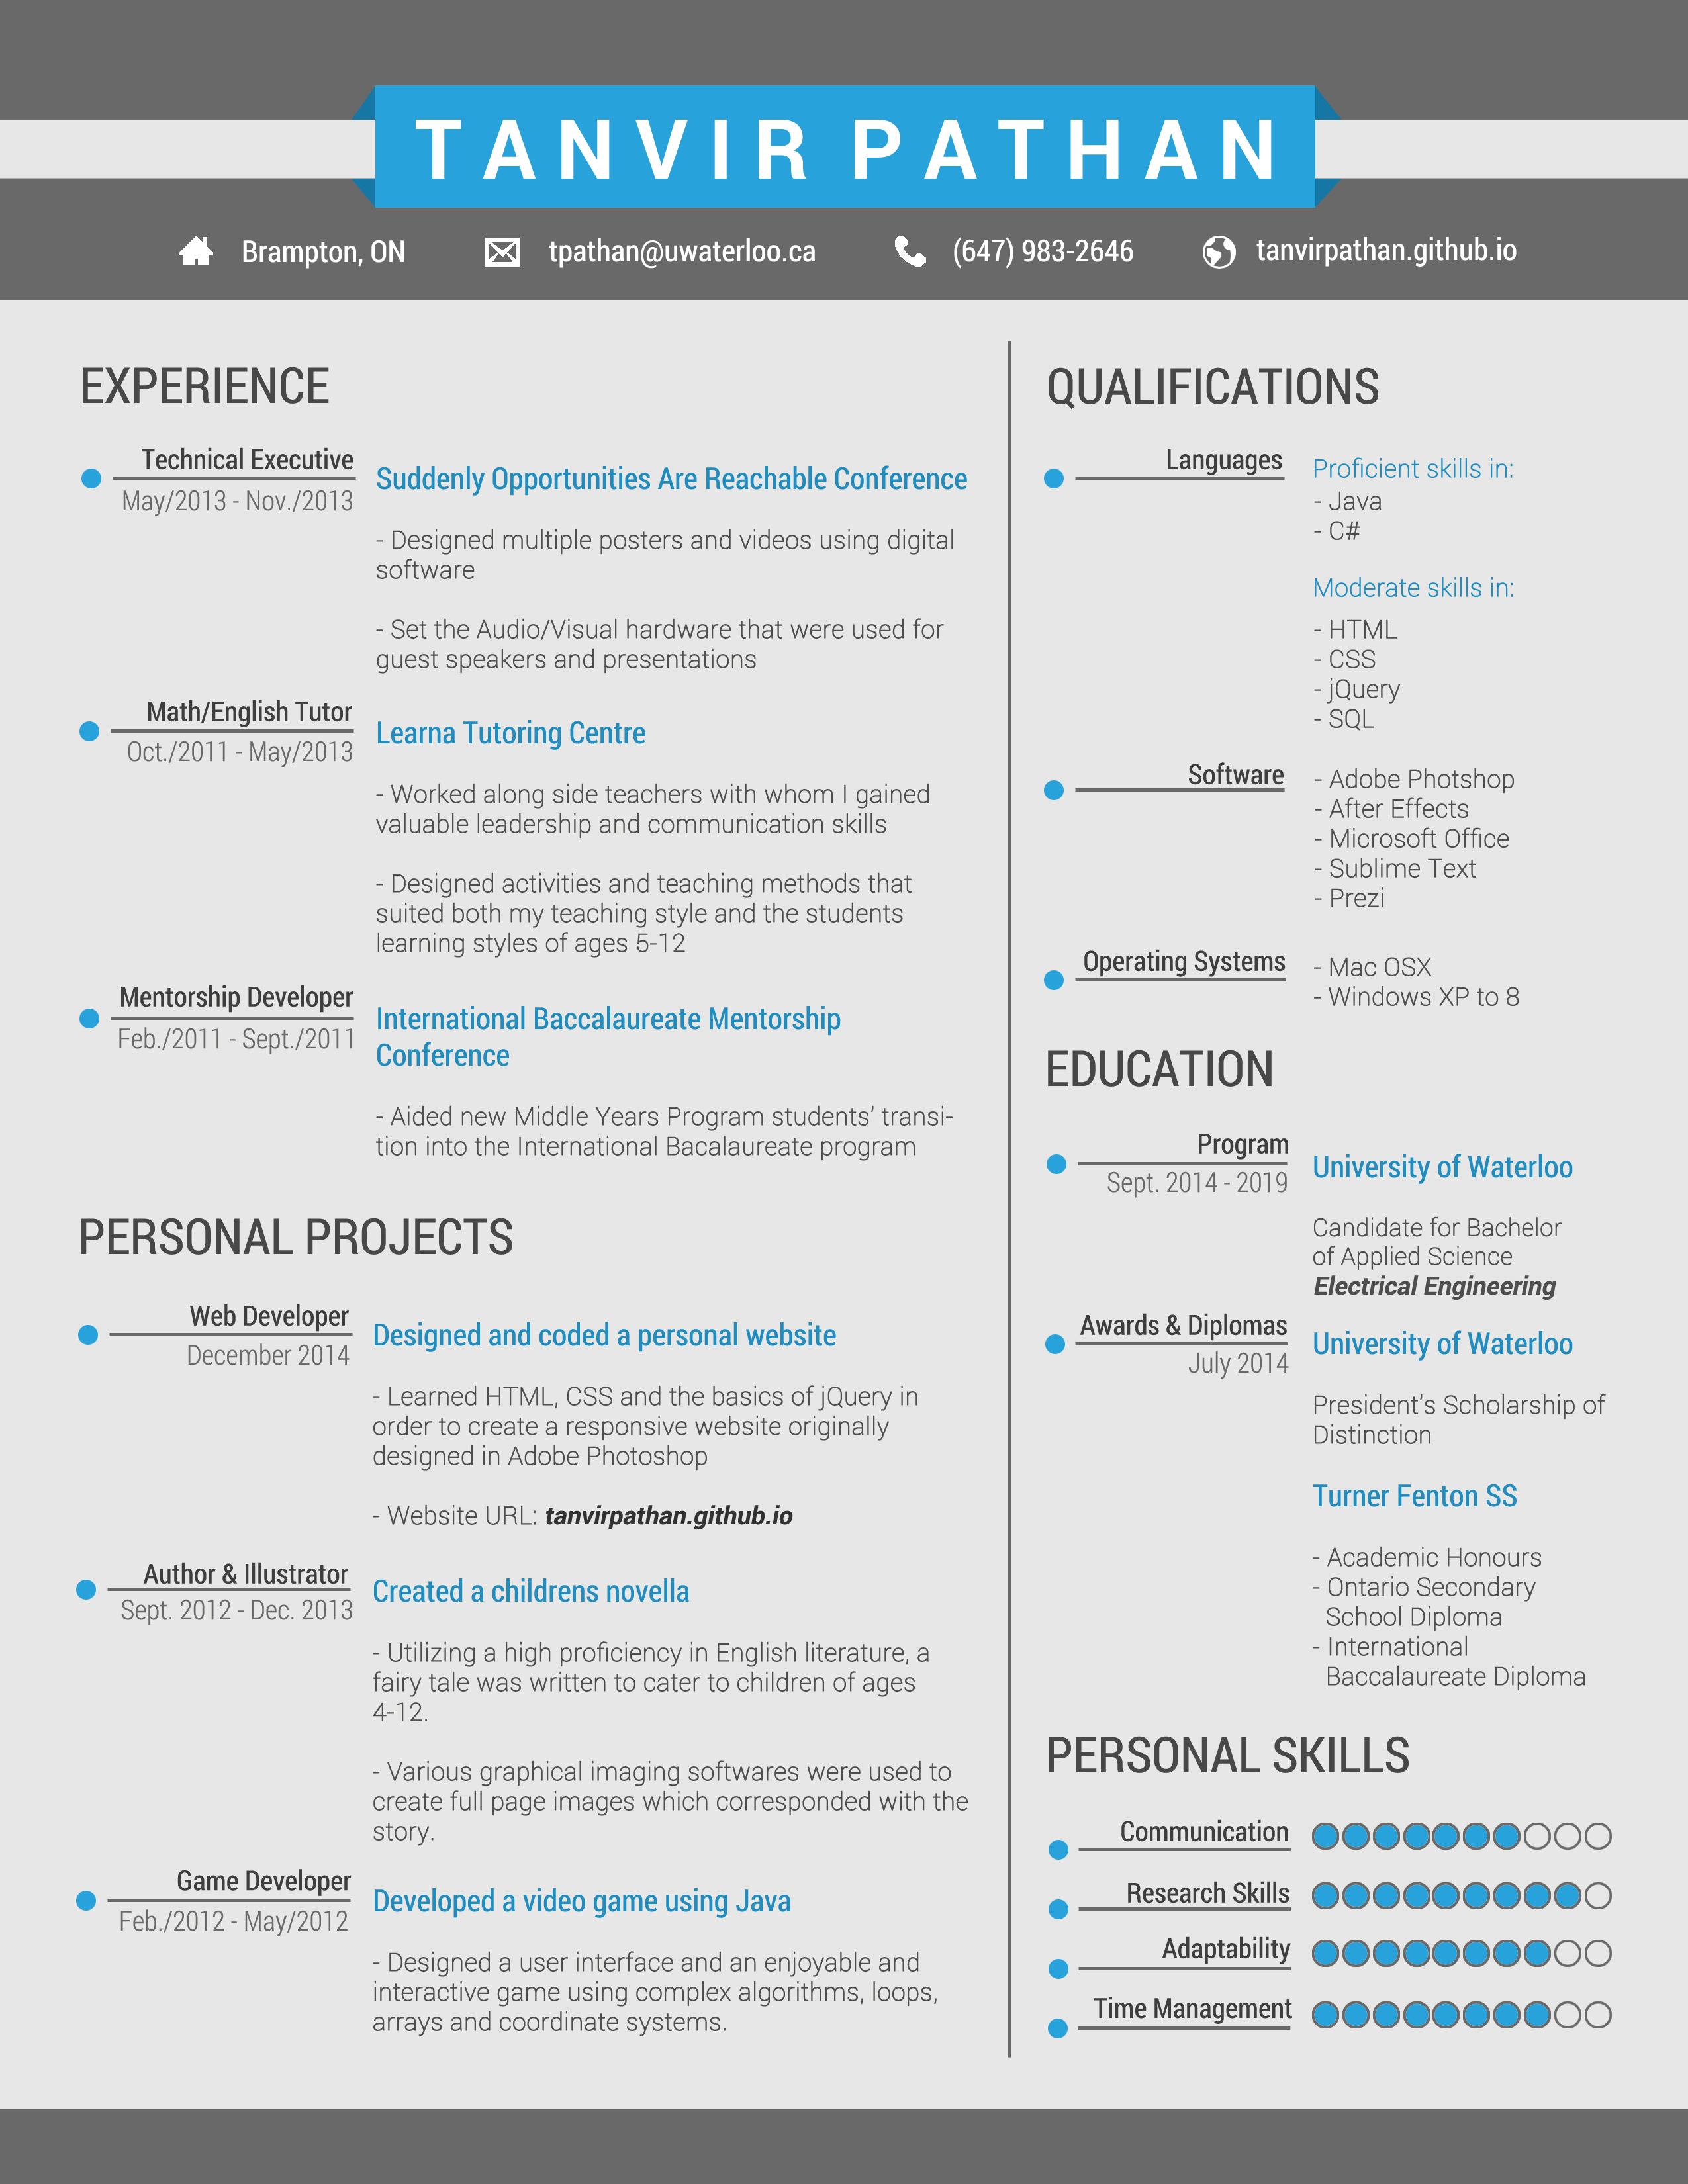 TANVIR PATHAN
Brampton, ON
tpathan@uwaterloo.ca
(647) 983-2646
tanvirpathan.github.io
EXPERIENCE
Technical Executive
May/2013 - Nov./2013
Suddenly Opportunities Are Reachable Conference
- Designed multiple posters and videos using digital
software
- Set the Audio/Visual hardware that were used for
guest speakers and presentations
Math/English Tutor
Oct./2011 - May/2013
Learna Tutoring Centre
- Worked along side teachers with whom I gained
valuable leadership and communication skills
- Designed activities and teaching methods that
suited both my teaching style and the students
learning styles of ages 5-12
Mentorship Developer
Feb./2011 - Sept./2011
International Baccalaureate Mentorship
Conference
- Aided new Middle Years Program students' transi-
tion into the International Bacalaureate program
PERSONAL PROJECTS
Web Developer
December 2014
Designed and coded a personal website
- Learned HTML, CSS and the basics of jQuery in
order to create a responsive website originally
designed in Adobe Photoshop
- Website URL: tanvirpathan.github.io
Author & Illustrator
Sept. 2012 - Dec. 2013
Created a childrens novella
- Utilizing a high proficiency in English literature, a
fairy tale was written to cater to children of ages
4-12.
- Various graphical imaging softwares were used to
create full page images which corresponded with the
story.
Game Developer
Feb./2012 - May/2012
Developed a video game using Java
- Designed a user interface and an enjoyable and
interactive game using complex algorithms, loops,
arrays and coordinate systems.
QUALIFICATIONS
Languages
Proficient skills in:
- Java
- C#
Moderate skills in:
- HTML
- CSS
- jQuery
- SQL
Software
- Adobe Photshop
- After Effects
- Microsoft Office
- Sublime Text
- Prezi
Operating Systems
- Mac OSX
- Windows XP to 8
EDUCATION
Program
Sept. 2014 - 2019
University of Waterloo
Candidate for Bachelor
of Applied Science
Electrical Engineering
Awards & Diplomas
July 2014
University of Waterloo
President's Scholarship of
Distinction
Turner Fenton SS
- Academic Honours
- Ontario Secondary
School Diploma
- International
Baccalaureate Diploma
PERSONAL SKILLS
Communication
Research Skills
Adaptability
Time Management